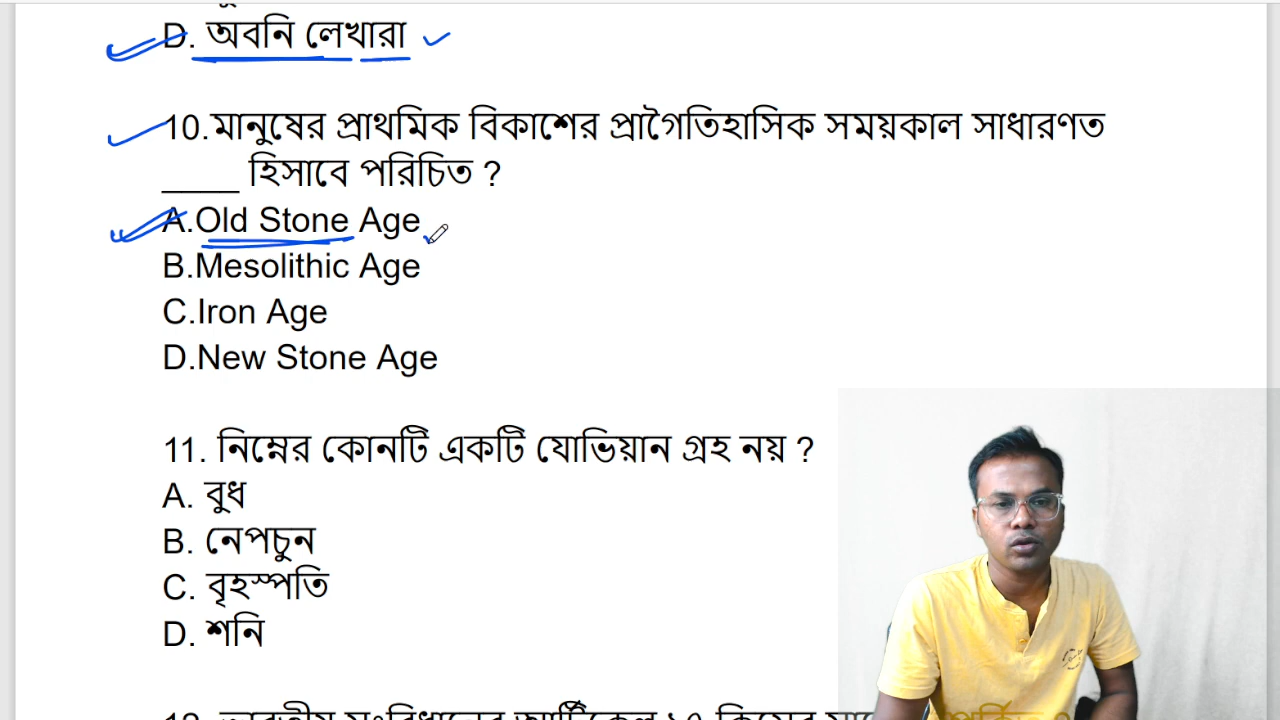 D. অবনি লেখারা
10.মানুষের প্রাথমিক বিকাশের প্রাগৈতিহাসিক সময়কাল সাধারণত
____ হিসাবে পরিচিত ?
A.Old Stone Age
B.Mesolithic Age
C.Iron Age
D.New Stone Age
11. নিম্নের কোনটি একটি যোভিয়ান গ্রহ নয় ?
A. বুধ
B. নেপচুন
C. বৃহস্পতি
D. শনি